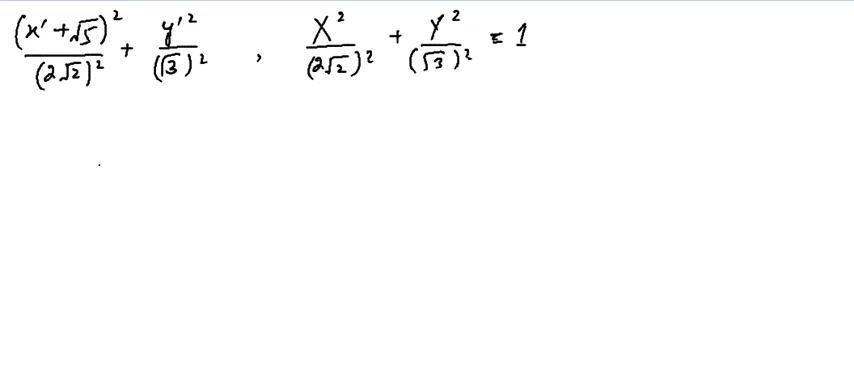 (x' + √5)² / (2√2)² + y'² / (√3)² , X² / (2√2)² + Y² / (√3)² = 1